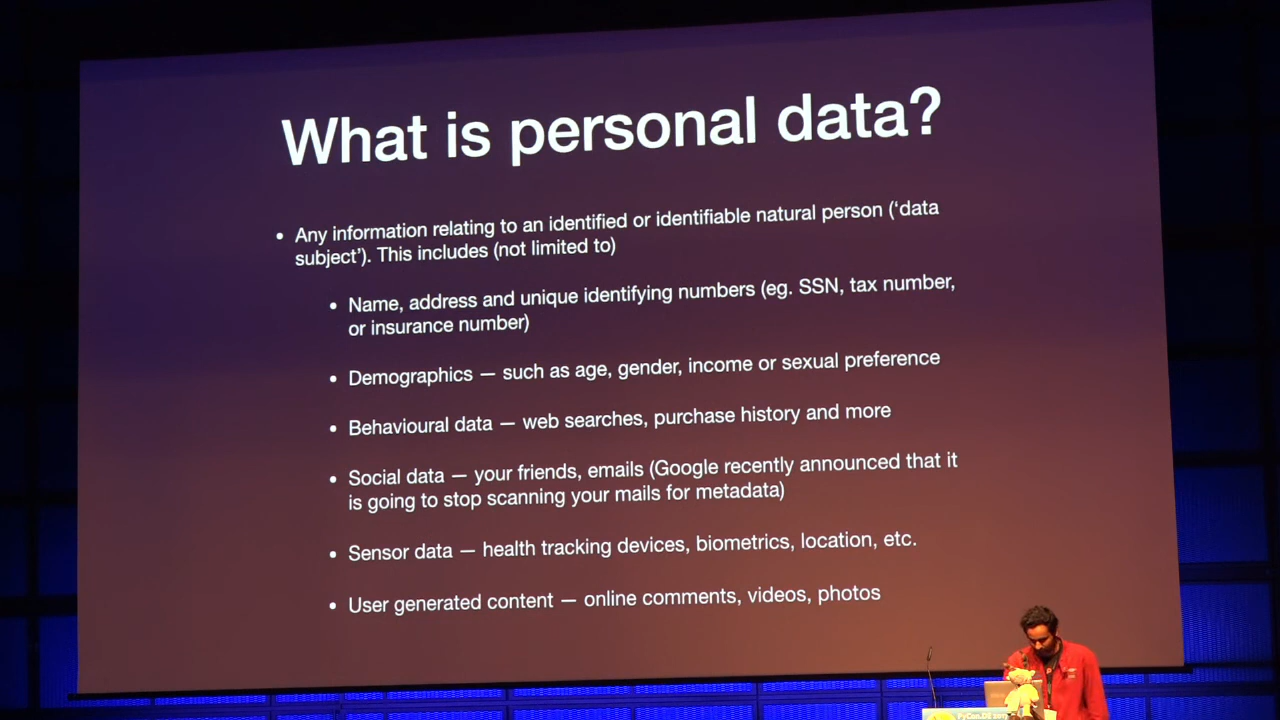 What is personal data?
• Any information relating to an identified or identifiable natural person (‘data
subject’). This includes (not limited to)
• Name, address and unique identifying numbers (eg. SSN, tax number,
or insurance number)
• Demographics — such as age, gender, income or sexual preference
• Behavioural data — web searches, purchase history and more
• Social data — your friends, emails (Google recently announced that it
is going to stop scanning your mails for metadata)
• Sensor data — health tracking devices, biometrics, location, etc.
• User generated content — online comments, videos, photos
PyCon.DE